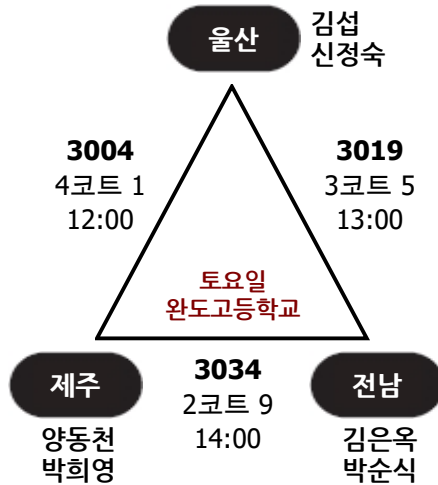 울산
김섭
신정숙
3004
4코트 1
12:00
3019
3코트 5
13:00
토요일
완도고등학교
제주
양동천
박희영
3034
2코트 9
14:00
전남
김은옥
박순식